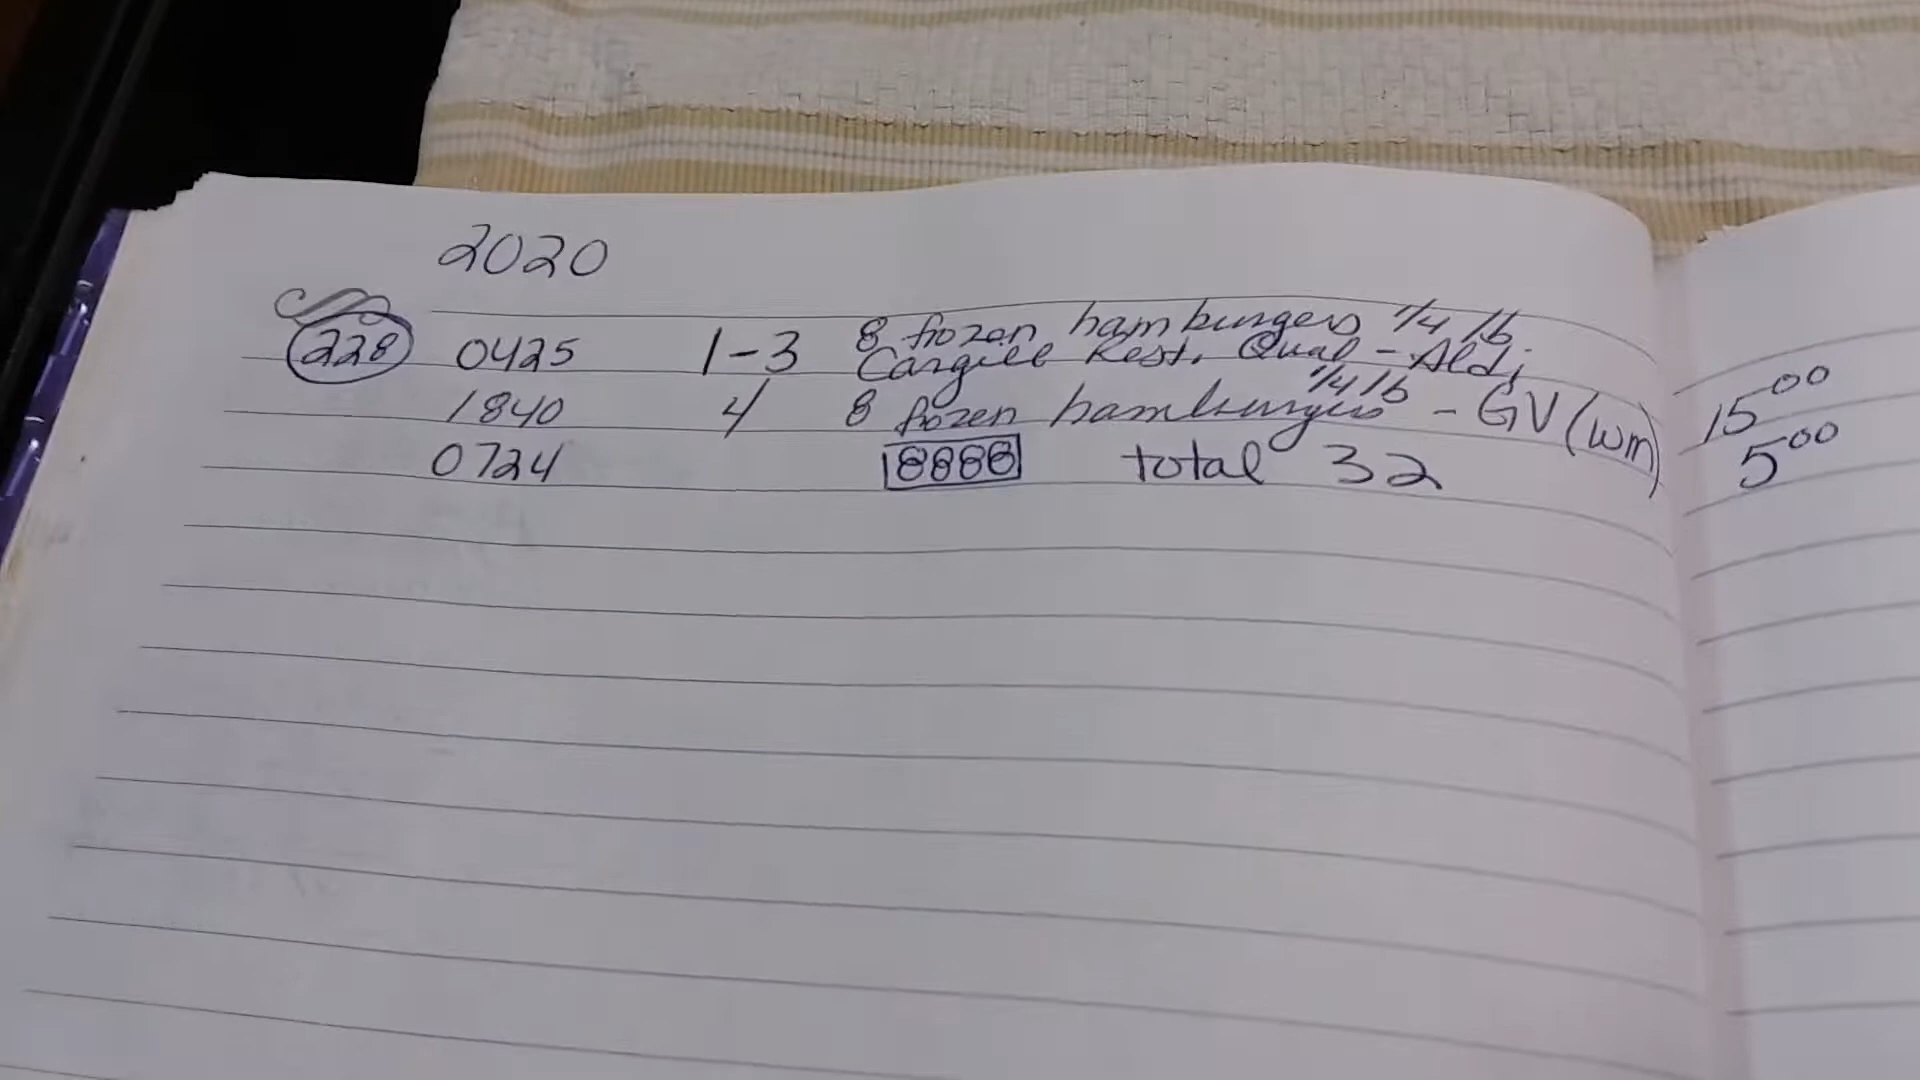 2020
228 0425 1-3 8 frozen hamburgers 1/4 lb
Cargill Rest. Qual - Aldi
1840 4 8 frozen hamburgers 1/4 lb - GV (wm) 15 00
0724 8888 total 32 5 00